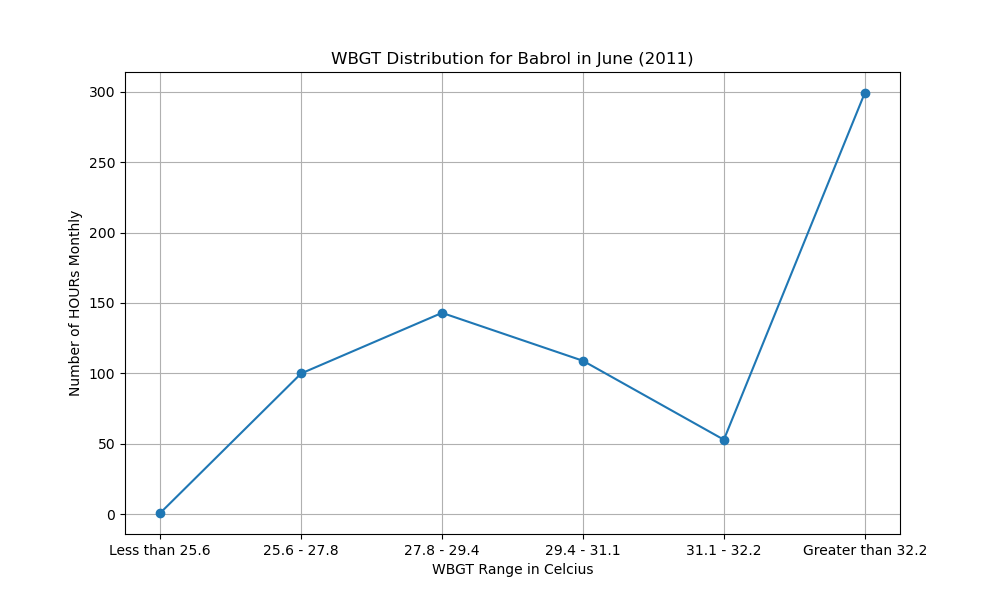 WBGT Distribution for Babrol in June (2011)
Number of HOURs Monthly
300
250
200
150
100
50
0
Less than 25.6
25.6 - 27.8
27.8 - 29.4
29.4 - 31.1
31.1 - 32.2
Greater than 32.2
WBGT Range in Celcius